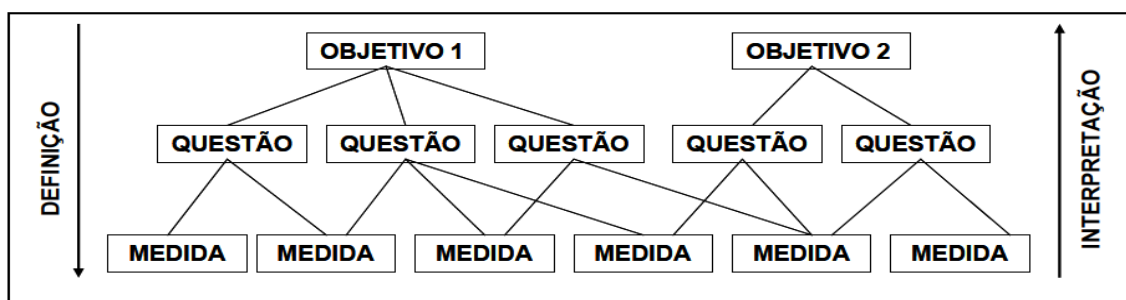 OBJETIVO 1
OBJETIVO 2
DEFINIÇÃO
INTERPRETAÇÃO
QUESTÃO
QUESTÃO
QUESTÃO
QUESTÃO
QUESTÃO
MEDIDA
MEDIDA
MEDIDA
MEDIDA
MEDIDA
MEDIDA